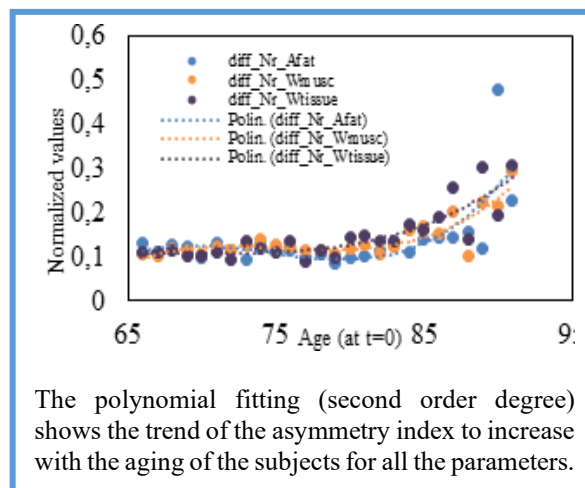 0,6
0,5
0,4
0,3
0,2
0,1
0
Normalized values
diff_Nr_Afat
diff_Nr_Wmusc
diff_Nr_Wtissue
Polin. (diff_Nr_Afat)
Polin. (diff_Nr_Wmusc)
Polin. (diff_Nr_Wtissue)
65 75 85
Age (at t=0)
The polynomial fitting (second order degree)
shows the trend of the asymmetry index to increase
with the aging of the subjects for all the parameters.